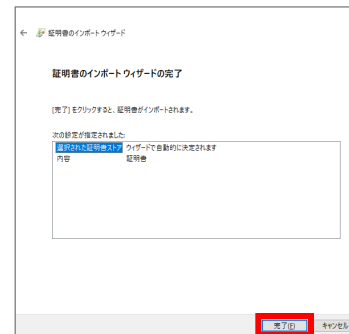 ← 証明書のインポート ウィザード
証明書のインポート ウィザードの完了
[完了] をクリックすると、証明書がインポートされます。
次の設定が指定されました:
選択された証明書ストア ウィザードで自動的に決定されます
内容 証明書
完了(F) キャンセル